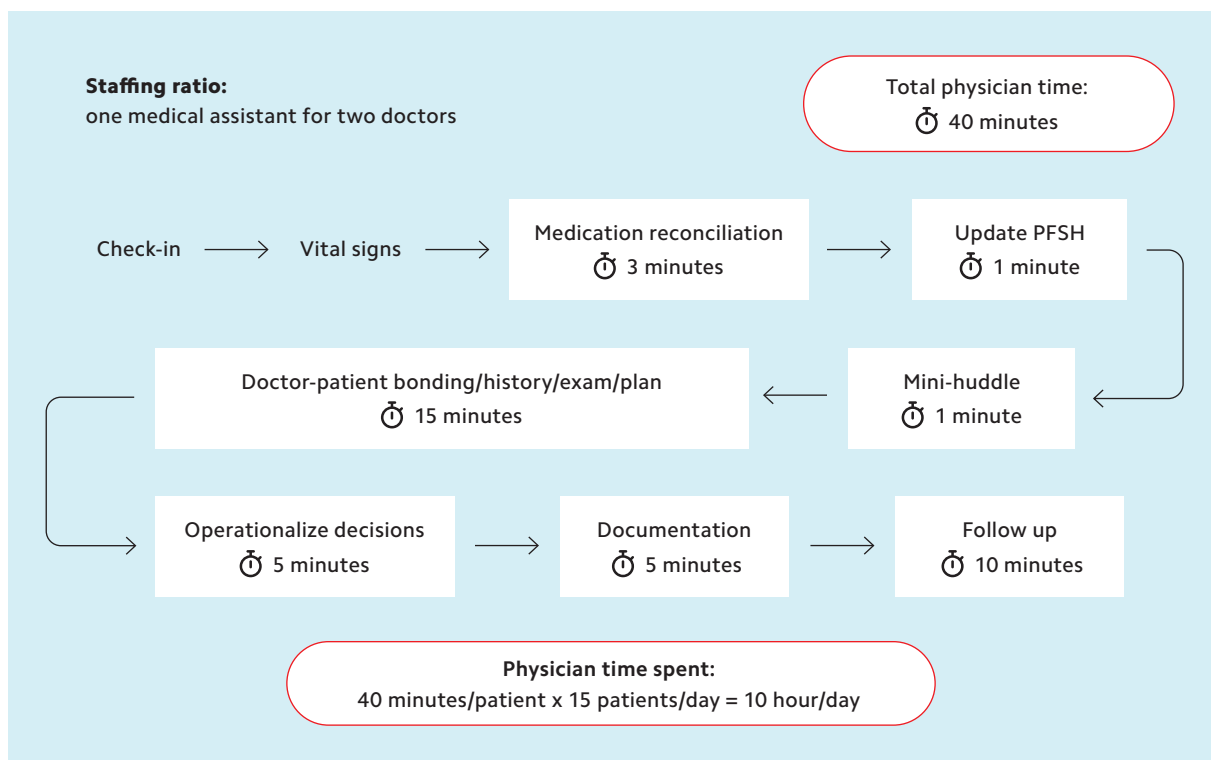 Staffing ratio:
one medical assistant for two doctors
Total physician time:
40 minutes
Check-in
Vital signs
Medication reconciliation
3 minutes
Update PFSH
1 minute
Mini-huddle
1 minute
Doctor-patient bonding/history/exam/plan
15 minutes
Operationalize decisions
5 minutes
Documentation
5 minutes
Follow up
10 minutes
Physician time spent:
40 minutes/patient x 15 patients/day = 10 hour/day